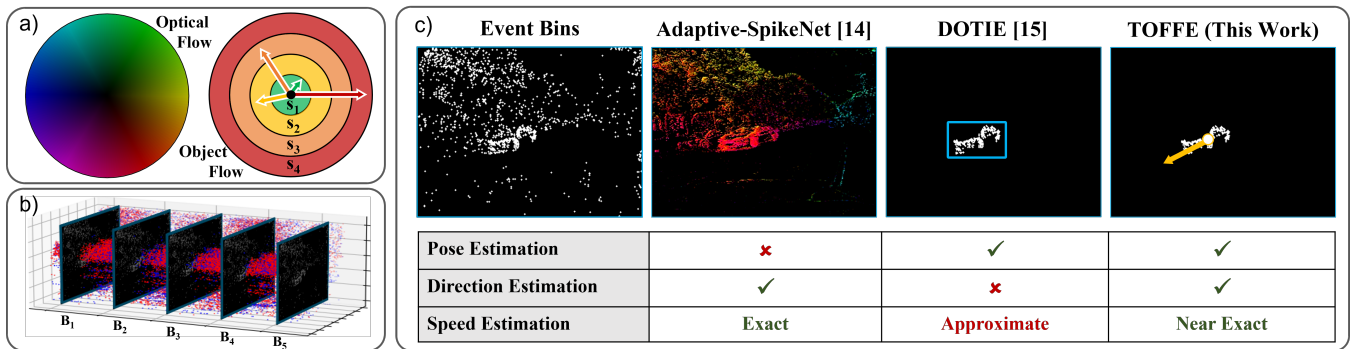 a)
Optical
Flow
s1
s2
s3
s4
Object
Flow
b)
B1
B2
B3
B4
B5
c)
Event Bins
Adaptive-SpikeNet [14]
DOTIE [15]
TOFFE (This Work)
Pose Estimation ✘ ✓ ✓
Direction Estimation ✓ ✘ ✓
Speed Estimation Exact Approximate Near Exact